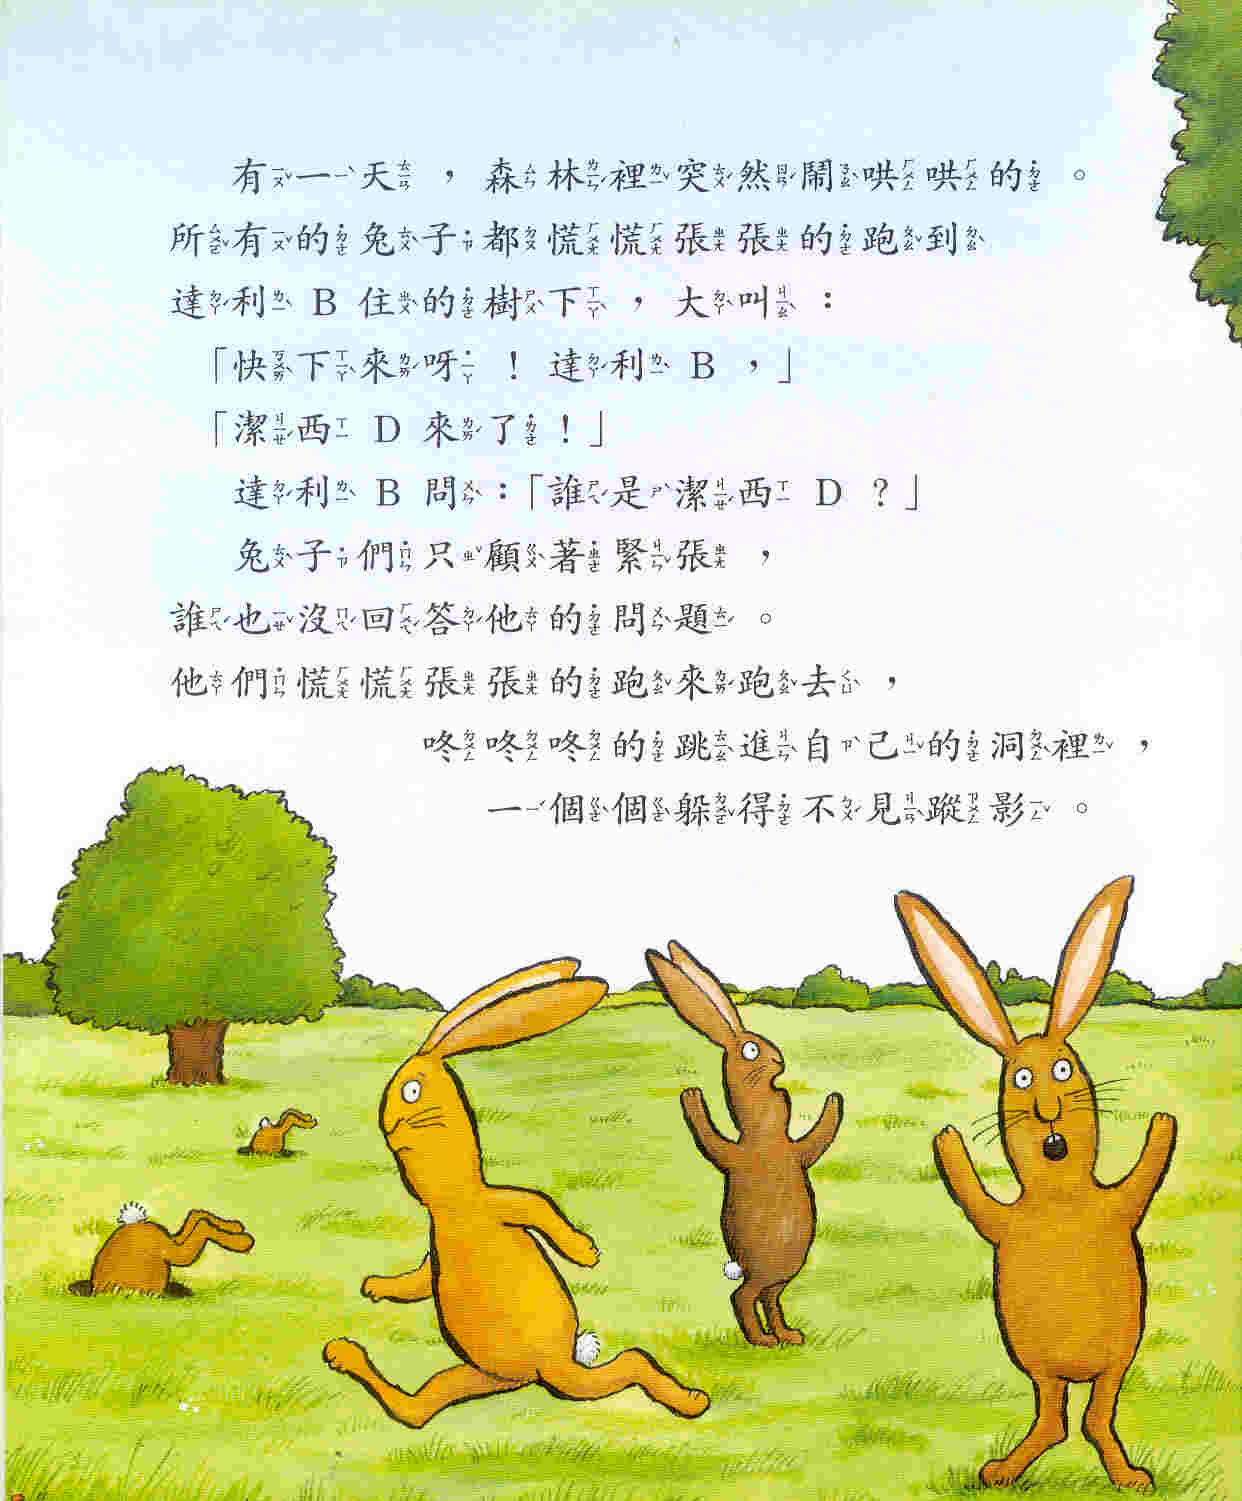 有一天，森林裡突然鬧哄哄的。
所有的兔子都慌慌張張的跑到
達利 B 住的樹下，大叫：
「快下來呀！達利 B，」
「潔西 D 來了！」
達利 B 問：「誰是潔西 D？」
兔子們只顧著緊張，
誰也沒回答他的問題。
他們慌慌張張的跑來跑去，
咚咚咚的跳進自己的洞裡，
一個個躲得不見蹤影。